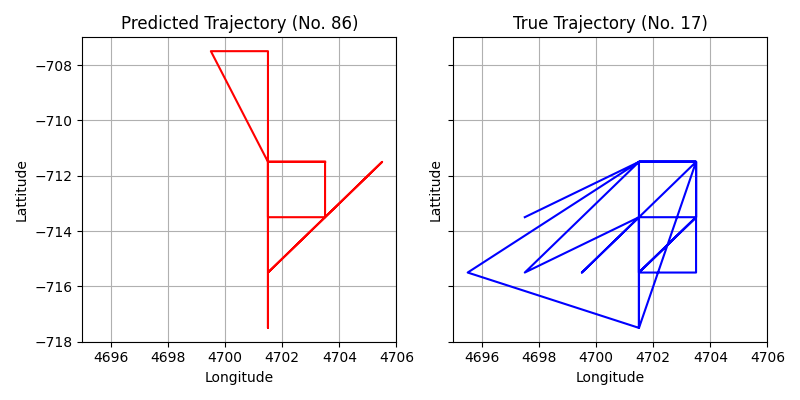 Predicted Trajectory (No. 86)
−708
−710
−712
−714
−716
−718
Lattitude
4696 4698 4700 4702 4704 4706
Longitude
True Trajectory (No. 17)
Lattitude
4696 4698 4700 4702 4704 4706
Longitude